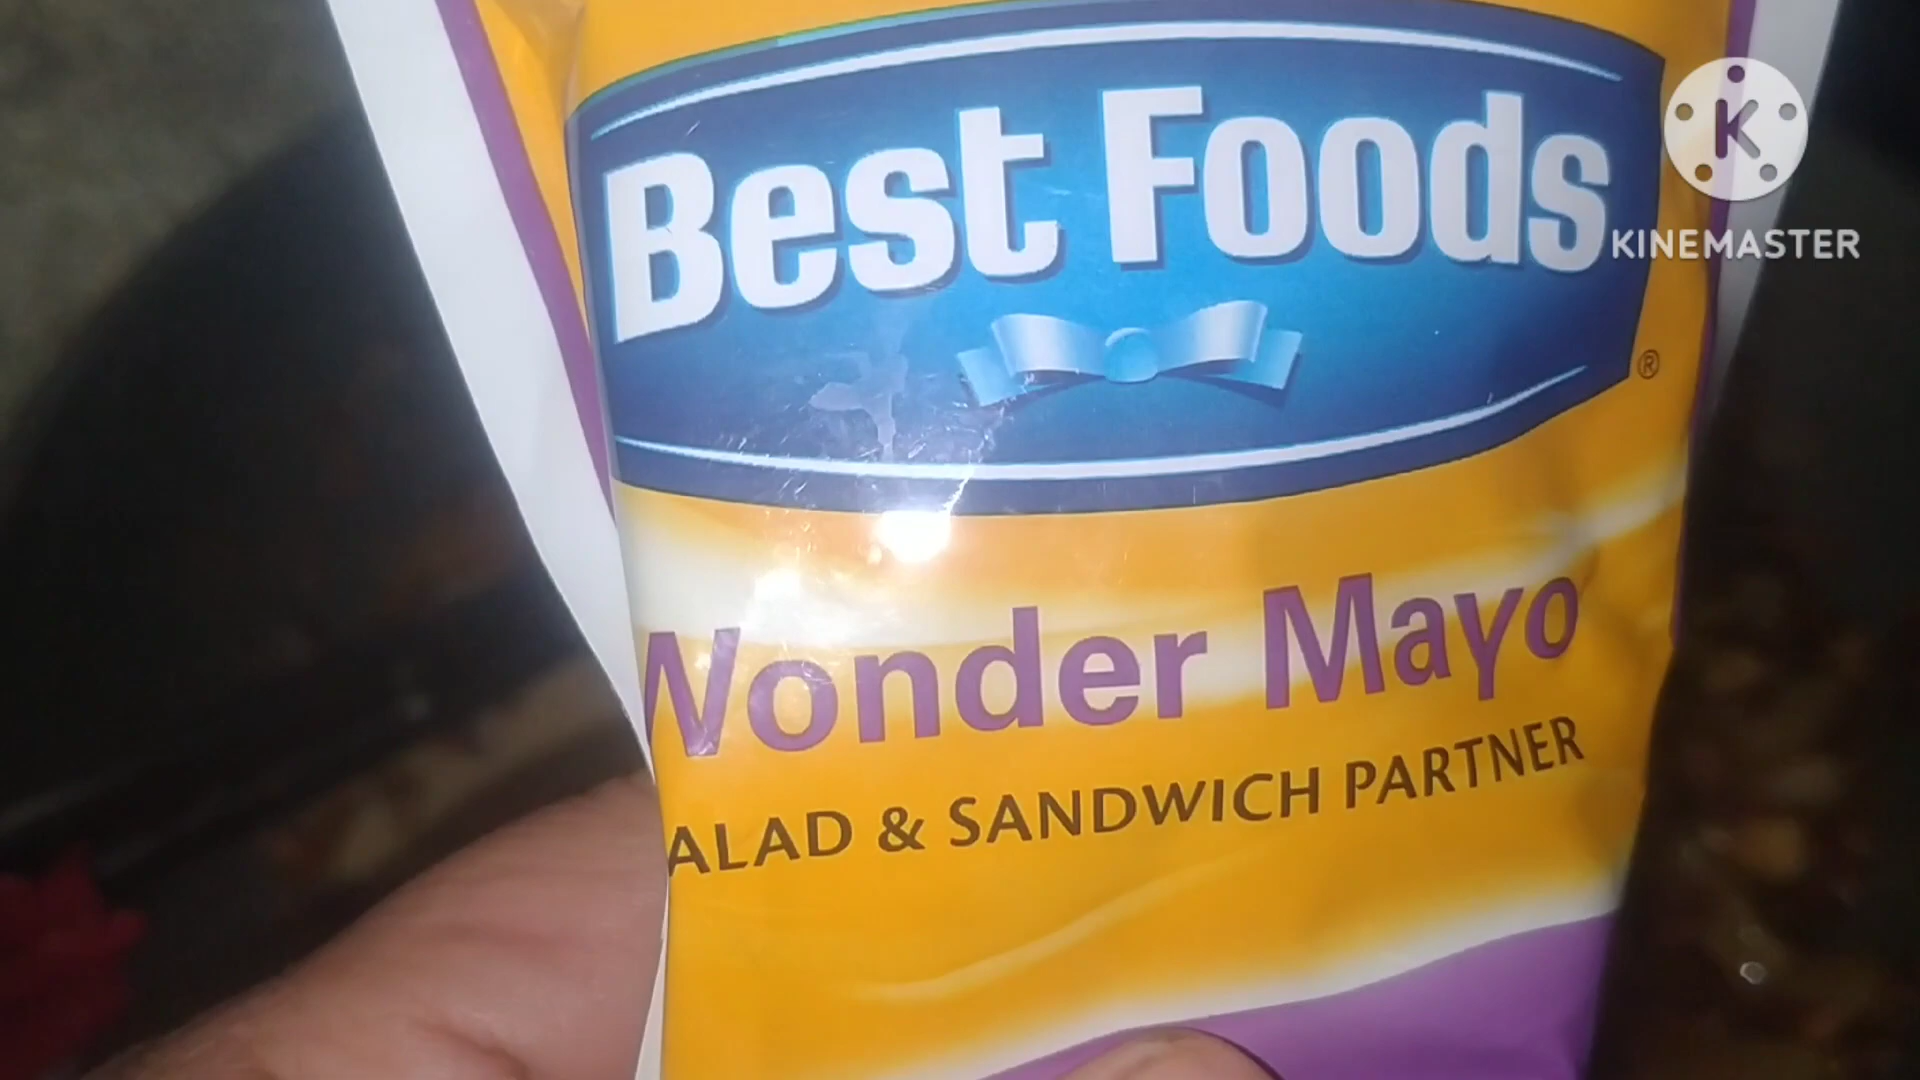 Best Foods
®
K
KINEMASTER
Wonder Mayo
ALAD & SANDWICH PARTNER